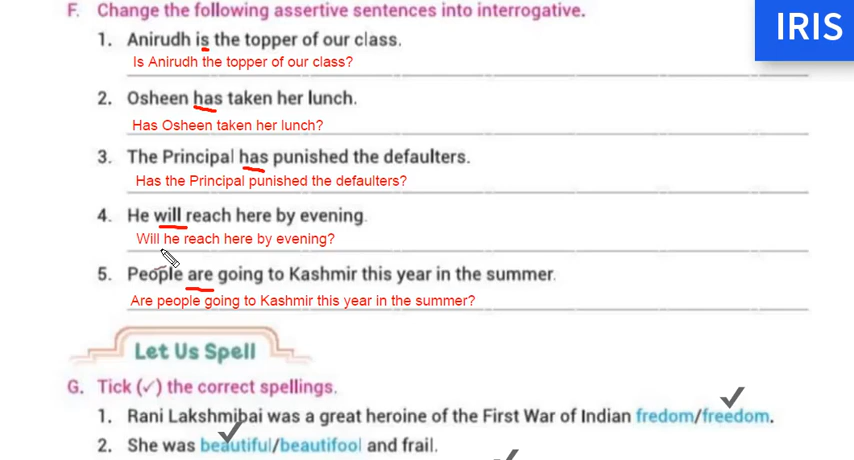 F. Change the following assertive sentences into interrogative.
IRIS
1. Anirudh is the topper of our class.
Is Anirudh the topper of our class?
2. Osheen has taken her lunch.
Has Osheen taken her lunch?
3. The Principal has punished the defaulters.
Has the Principal punished the defaulters?
4. He will reach here by evening.
Will he reach here by evening?
5. People are going to Kashmir this year in the summer.
Are people going to Kashmir this year in the summer?
Let Us Spell
G. Tick (✓) the correct spellings.
1. Rani Lakshmibai was a great heroine of the First War of Indian fredom/freedom.
2. She was beautiful/beautifool and frail.